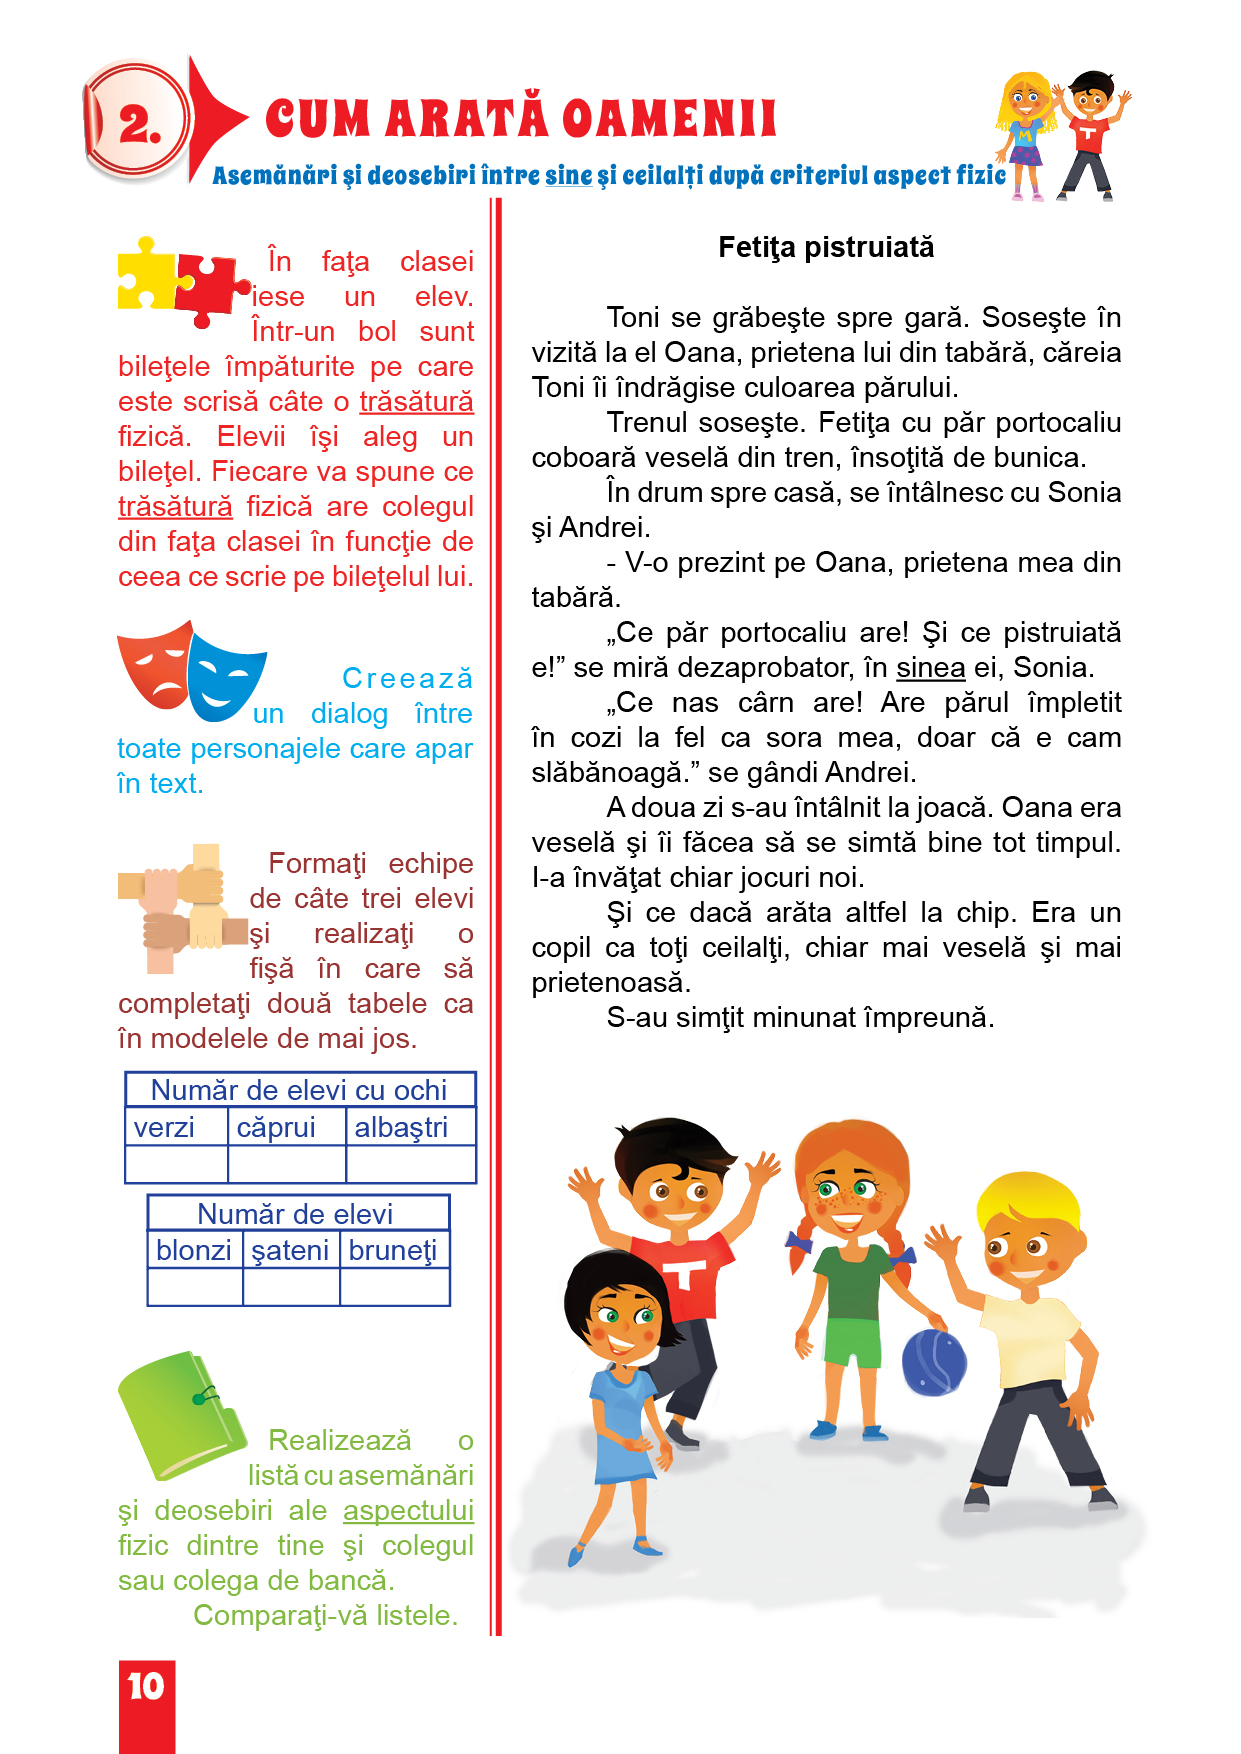 2.
CUM ARATĂ OAMENII
Asemănări şi deosebiri între sine şi ceilalţi după criteriul aspect fizic
M
T
În faţa clasei
iese un elev.
Într-un bol sunt
bileţele împăturite pe care
este scrisă câte o trăsătură
fizică. Elevii îşi aleg un
bileţel. Fiecare va spune ce
trăsătură fizică are colegul
din faţa clasei în funcţie de
ceea ce scrie pe bileţelul lui.
Creează
un dialog între
toate personajele care apar
în text.
Formaţi echipe
de câte trei elevi
şi realizaţi o
fişă în care să
completaţi două tabele ca
în modelele de mai jos.
Număr de elevi cu ochi
verzi căprui albaştri
Număr de elevi
blonzi şateni bruneţi
Realizează o
listă cu asemănări
şi deosebiri ale aspectului
fizic dintre tine şi colegul
sau colega de bancă.
Comparaţi-vă listele.
Fetiţa pistruiată
Toni se grăbeşte spre gară. Soseşte în
vizită la el Oana, prietena lui din tabără, căreia
Toni îi îndrăgise culoarea părului.
Trenul soseşte. Fetiţa cu păr portocaliu
coboară veselă din tren, însoţită de bunica.
În drum spre casă, se întâlnesc cu Sonia
şi Andrei.
- V-o prezint pe Oana, prietena mea din
tabără.
„Ce păr portocaliu are! Şi ce pistruiată
e!” se miră dezaprobator, în sinea ei, Sonia.
„Ce nas cârn are! Are părul împletit
în cozi la fel ca sora mea, doar că e cam
slăbănoagă.” se gândi Andrei.
A doua zi s-au întâlnit la joacă. Oana era
veselă şi îi făcea să se simtă bine tot timpul.
I-a învăţat chiar jocuri noi.
Şi ce dacă arăta altfel la chip. Era un
copil ca toţi ceilalţi, chiar mai veselă şi mai
prietenoasă.
S-au simţit minunat împreună.
T
10